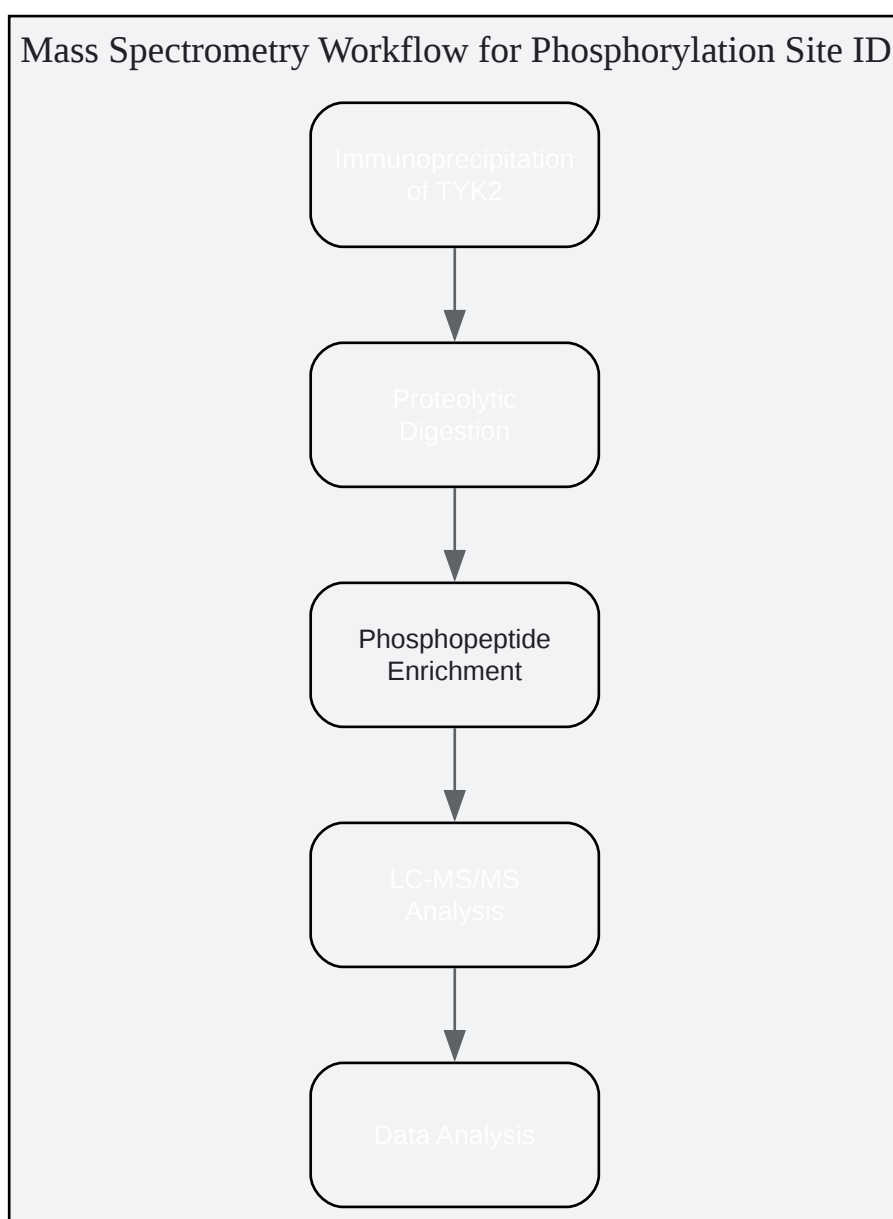 Mass Spectrometry Workflow for Phosphorylation Site ID
Immunoprecipitation
of TYK2
Proteolytic
Digestion
Phosphopeptide
Enrichment
LC-MS/MS
Analysis
Data Analysis